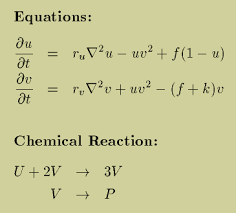 Equations:
∂u/∂t = r_u∇²u − uv² + f(1 − u)
∂v/∂t = r_v∇²v + uv² − (f + k)v
Chemical Reaction:
U + 2V → 3V
V → P